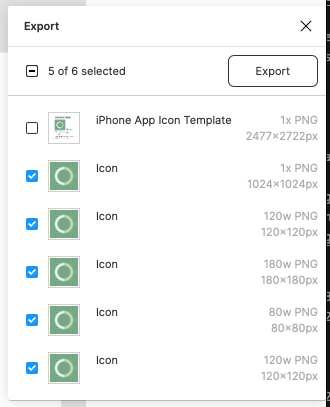 Export
5 of 6 selected
Export
iPhone App Icon Template
1x PNG
2477×2722px
Icon
1x PNG
1024×1024px
Icon
120w PNG
120×120px
Icon
180w PNG
180×180px
Icon
80w PNG
80×80px
Icon
120w PNG
120×120px